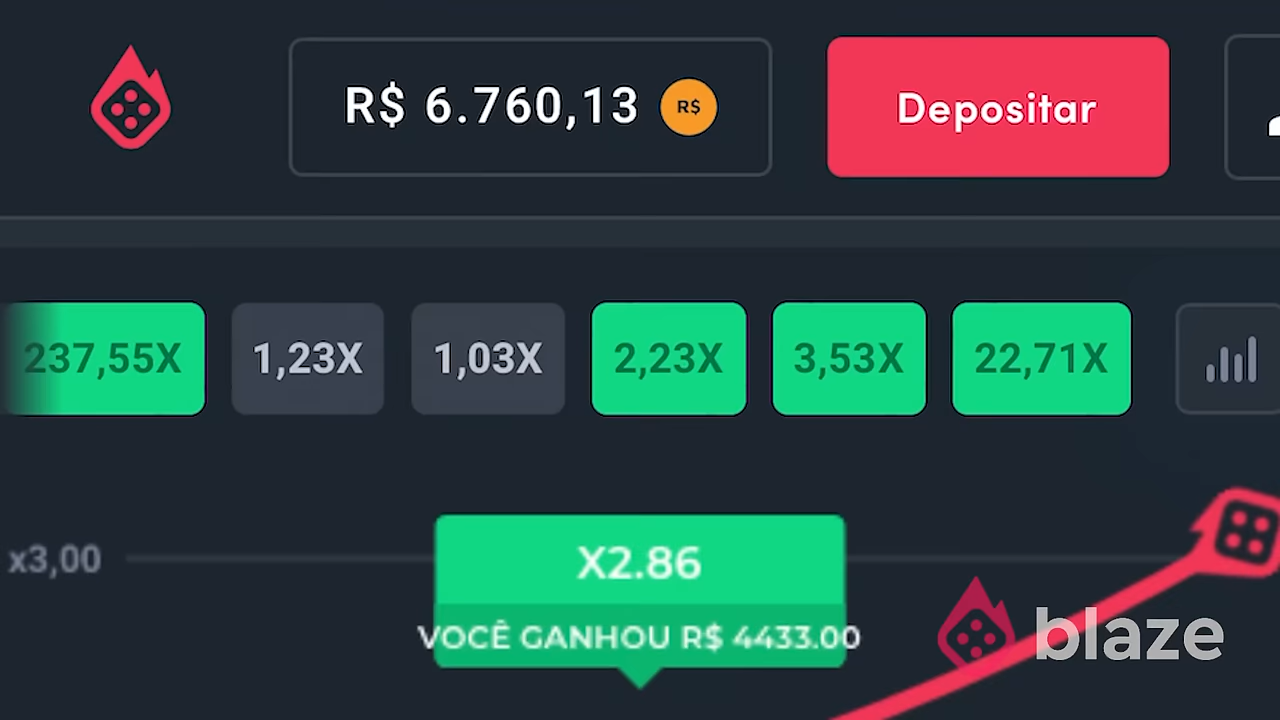 R$ 6.760,13 R$ Depositar
237,55X 1,23X 1,03X 2,23X 3,53X 22,71X
x3,00 X2.86
VOCÊ GANHOU R$ 4433.00 blaze